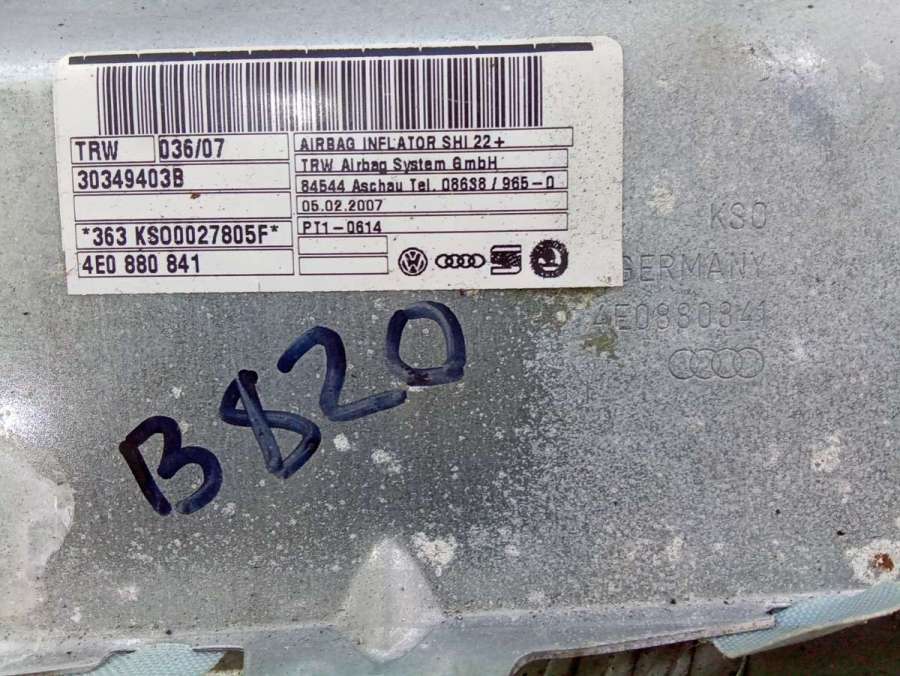 TRW 036/07
30349403B
*363 KS00027805F*
4E0 880 841
AIRBAG INFLATOR SHI 22+
TRW Airbag System GmbH
84544 Aschau Tel. 08638 / 965-0
05.02.2007
PT1-0614
KSO
GERMANY
4E0880841
B820